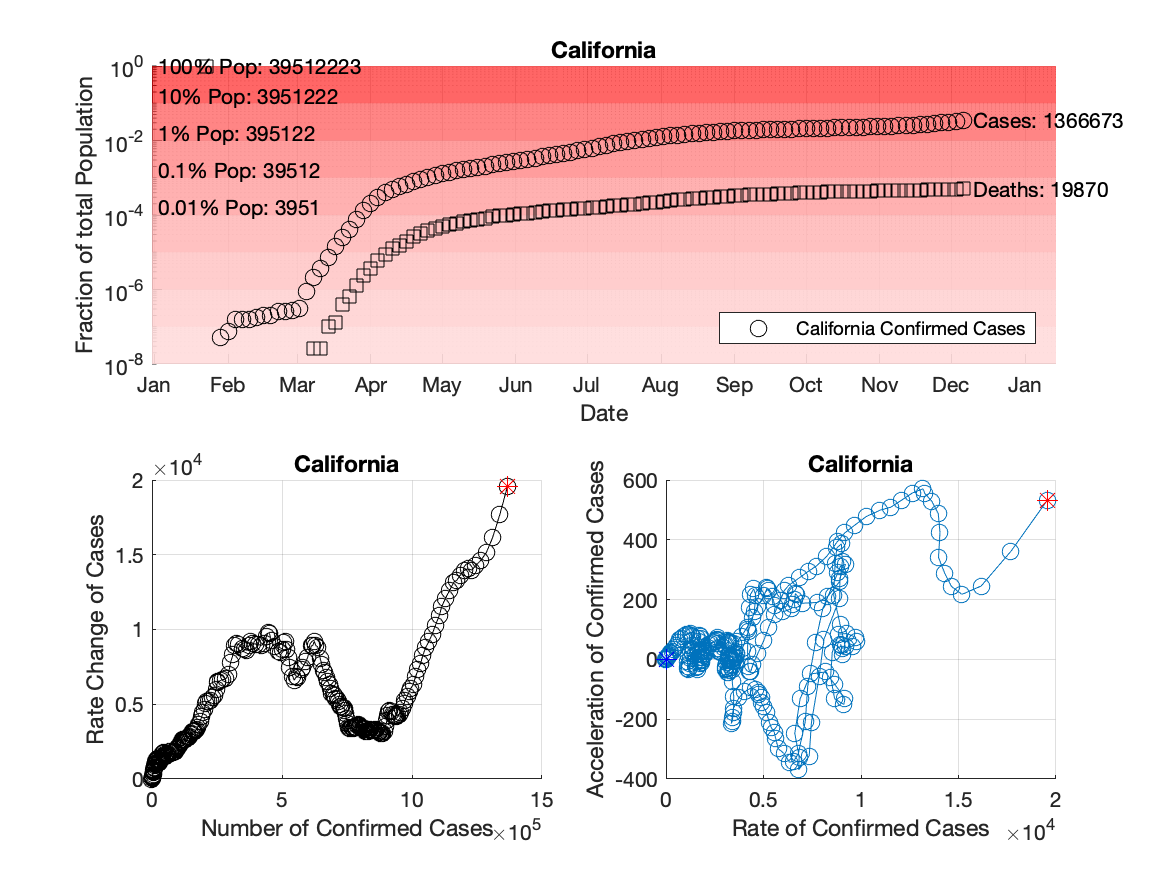 California
10^0
10^-2
10^-4
10^-6
10^-8
Fraction of total Population
100% Pop: 39512223
10% Pop: 3951222
1% Pop: 395122
0.1% Pop: 39512
0.01% Pop: 3951
Cases: 1366673
Deaths: 19870
California Confirmed Cases
Jan Feb Mar Apr May Jun Jul Aug Sep Oct Nov Dec Jan
Date
California
×10^4
2
1.5
1
0.5
0
Rate Change of Cases
0 5 10 15
Number of Confirmed Cases ×10^5
California
600
400
200
0
-200
-400
Acceleration of Confirmed Cases
0 0.5 1 1.5 2
Rate of Confirmed Cases ×10^4